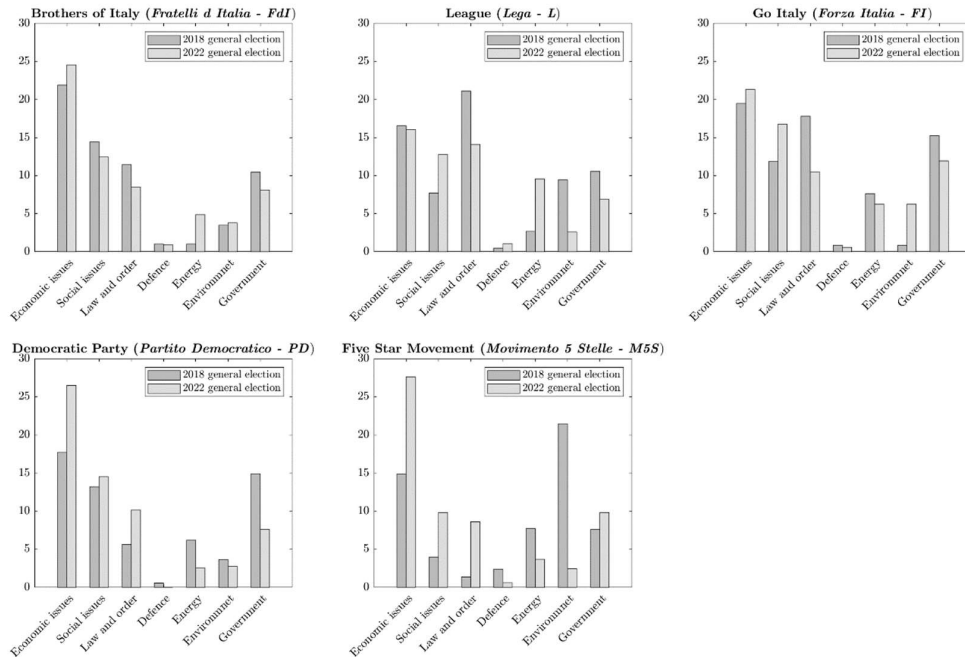 Brothers of Italy (Fratelli d Italia - FdI)
30
25
20
15
10
5
0
2018 general election
2022 general election
Economic issues
Social issues
Law and order
Defence
Energy
Environmnet
Government
League (Lega - L)
30
25
20
15
10
5
0
2018 general election
2022 general election
Economic issues
Social issues
Law and order
Defence
Energy
Environmnet
Government
Go Italy (Forza Italia - FI)
30
25
20
15
10
5
0
2018 general election
2022 general election
Economic issues
Social issues
Law and order
Defence
Energy
Environmnet
Government
Democratic Party (Partito Democratico - PD)
30
25
20
15
10
5
0
2018 general election
2022 general election
Economic issues
Social issues
Law and order
Defence
Energy
Environmnet
Government
Five Star Movement (Movimento 5 Stelle - M5S)
30
25
20
15
10
5
0
2018 general election
2022 general election
Economic issues
Social issues
Law and order
Defence
Energy
Environmnet
Government